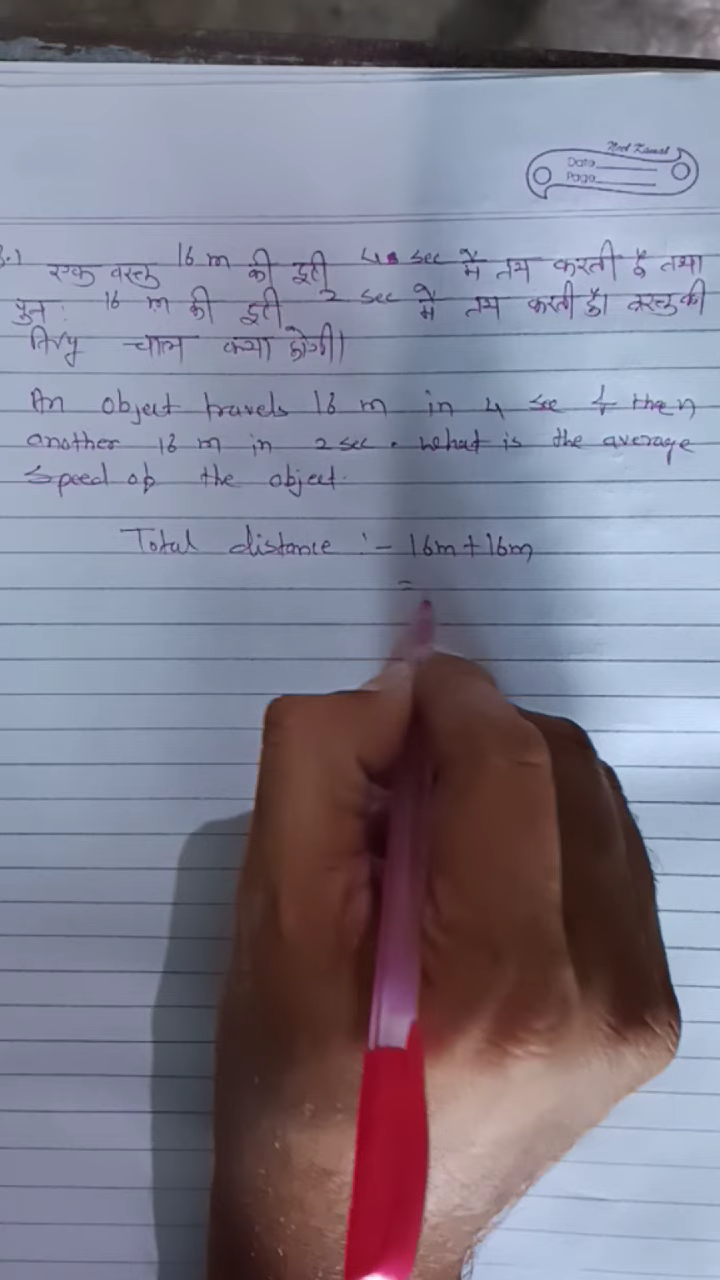 Neel Kamal
Date
Page
एक वस्तु 16 m की दूरी 4 sec में तय करती है तथा
पुन: 16 m की दूरी 2 sec में तय करती है। वस्तु की
चाल क्या होगी।
An object travels 16 m in 4 sec & then
another 16 m in 2 sec. what is the average
Speed of the object.
Total distance :- 16m + 16m
=